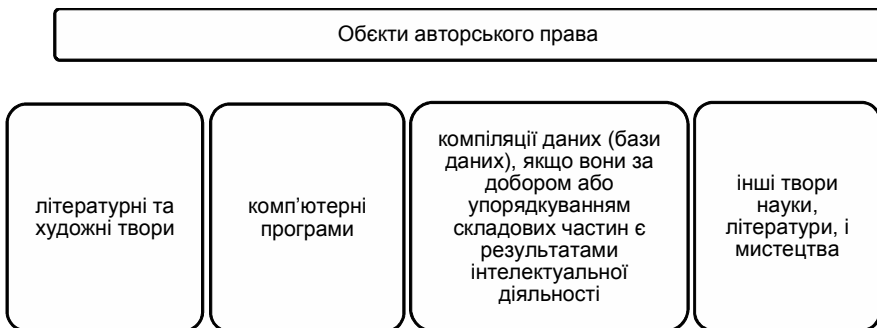 Обєкти авторського права
літературні та
художні твори
комп’ютерні
програми
компіляції даних (бази
даних), якщо вони за
добором або
упорядкуванням
складових частин є
результатами
інтелектуальної
діяльності
інші твори
науки,
літератури, і
мистецтва